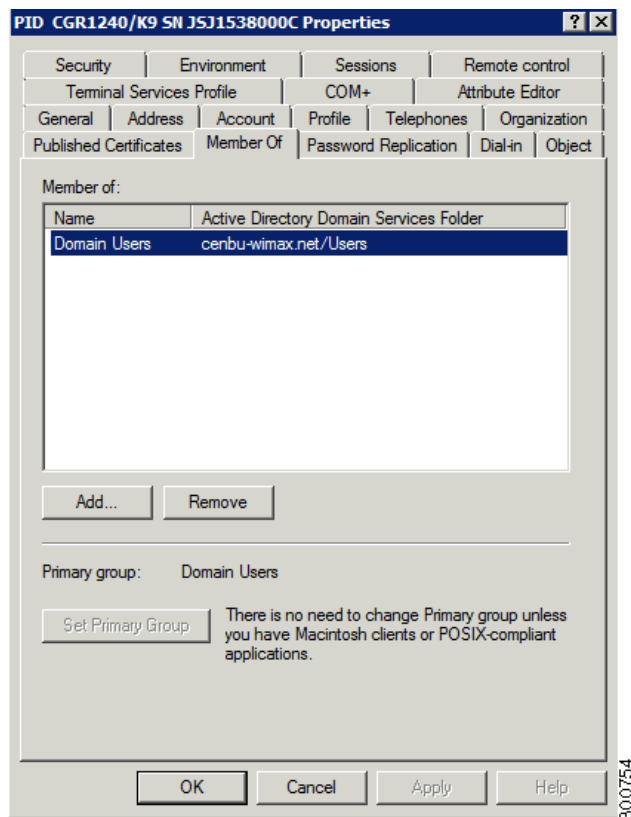 PID CGR1240/K9 SN JSJ1538000C Properties
Security Environment Sessions Remote control
Terminal Services Profile COM+ Attribute Editor
General Address Account Profile Telephones Organization
Published Certificates Member Of Password Replication Dial-in Object
Member of:
Name Active Directory Domain Services Folder
Domain Users cenbu-wimax.net/Users
Add... Remove
Primary group: Domain Users
Set Primary Group
There is no need to change Primary group unless
you have Macintosh clients or POSIX-compliant
applications.
OK Cancel Apply Help